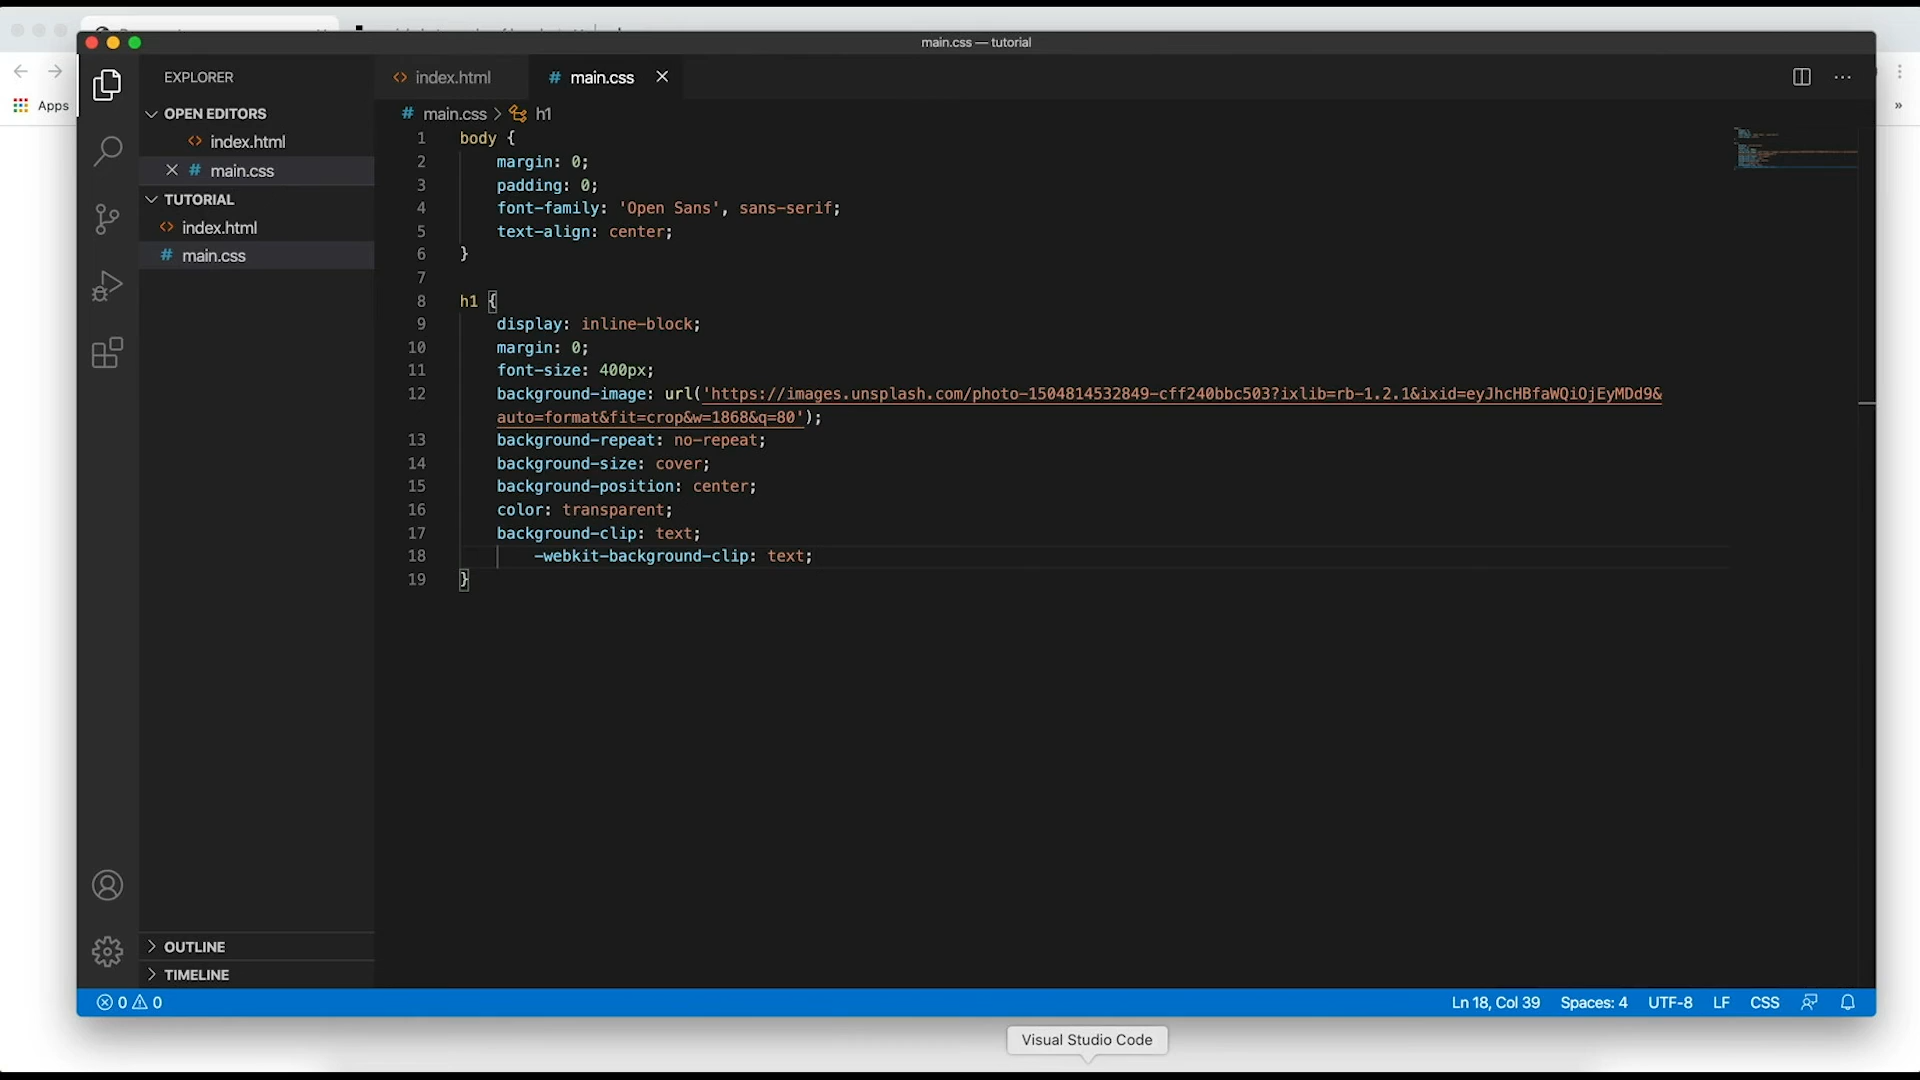 main.css — tutorial
Apps
»
EXPLORER
OPEN EDITORS
index.html
main.css
TUTORIAL
index.html
main.css
OUTLINE
TIMELINE
index.html
# main.css
# main.css > h1
1 body {
2 margin: 0;
3 padding: 0;
4 font-family: 'Open Sans', sans-serif;
5 text-align: center;
6 }
7
8 h1 {
9 display: inline-block;
10 margin: 0;
11 font-size: 400px;
12 background-image: url('https://images.unsplash.com/photo-1504814532849-cff240bbc503?ixlib=rb-1.2.1&ixid=eyJhcHBfaWQiOjEyMDd9&
auto=format&fit=crop&w=1868&q=80');
13 background-repeat: no-repeat;
14 background-size: cover;
15 background-position: center;
16 color: transparent;
17 background-clip: text;
18 -webkit-background-clip: text;
19 }
0 0
Ln 18, Col 39 Spaces: 4 UTF-8 LF CSS
Visual Studio Code